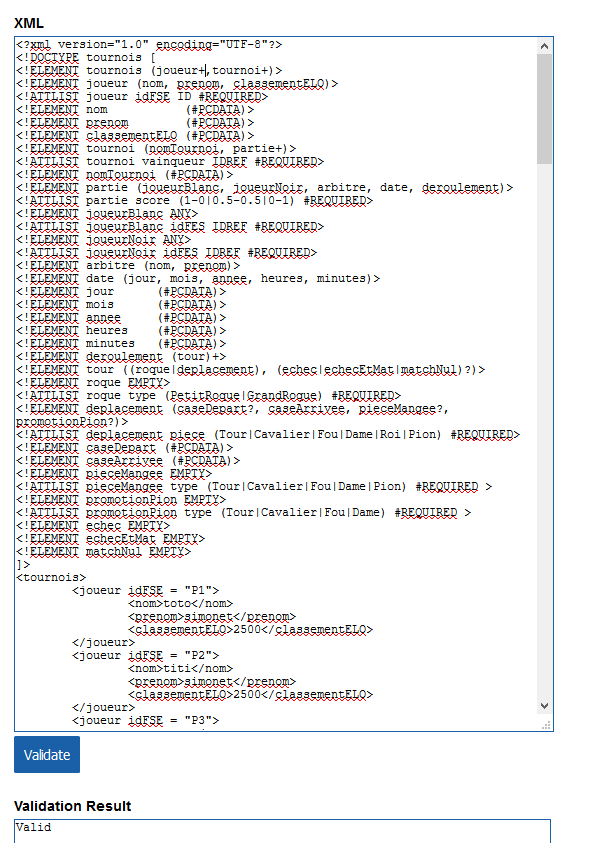 XML
<?xml version="1.0" encoding="UTF-8"?>
<!DOCTYPE tournois [
<!ELEMENT tournois (joueur+,tournoi+)>
<!ELEMENT joueur (nom, prenom, classementELO)>
<!ATTLIST joueur idFSE ID #REQUIRED>
<!ELEMENT nom (#PCDATA)>
<!ELEMENT prenom (#PCDATA)>
<!ELEMENT classementELO (#PCDATA)>
<!ELEMENT tournoi (nomTournoi, partie+)>
<!ATTLIST tournoi vainqueur IDREF #REQUIRED>
<!ELEMENT nomTournoi (#PCDATA)>
<!ELEMENT partie (joueurBlanc, joueurNoir, arbitre, date, deroulement)>
<!ATTLIST partie score (1-0|0.5-0.5|0-1) #REQUIRED>
<!ELEMENT joueurBlanc ANY>
<!ATTLIST joueurBlanc idFES IDREF #REQUIRED>
<!ELEMENT joueurNoir ANY>
<!ATTLIST joueurNoir idFES IDREF #REQUIRED>
<!ELEMENT arbitre (nom, prenom)>
<!ELEMENT date (jour, mois, annee, heures, minutes)>
<!ELEMENT jour (#PCDATA)>
<!ELEMENT mois (#PCDATA)>
<!ELEMENT annee (#PCDATA)>
<!ELEMENT heures (#PCDATA)>
<!ELEMENT minutes (#PCDATA)>
<!ELEMENT deroulement (tour)+>
<!ELEMENT tour ((roque|deplacement), (echec|echecEtMat|matchNul)?)>
<!ELEMENT roque EMPTY>
<!ATTLIST roque type (PetitRoque|GrandRoque) #REQUIRED>
<!ELEMENT deplacement (caseDepart?, caseArrivee, pieceMangee?,
promotionPion?)>
<!ATTLIST deplacement piece (Tour|Cavalier|Fou|Dame|Roi|Pion) #REQUIRED>
<!ELEMENT caseDepart (#PCDATA)>
<!ELEMENT caseArrivee (#PCDATA)>
<!ELEMENT pieceMangee EMPTY>
<!ATTLIST pieceMangee type (Tour|Cavalier|Fou|Dame|Pion) #REQUIRED >
<!ELEMENT promotionPion EMPTY>
<!ATTLIST promotionPion type (Tour|Cavalier|Fou|Dame) #REQUIRED >
<!ELEMENT echec EMPTY>
<!ELEMENT echecEtMat EMPTY>
<!ELEMENT matchNul EMPTY>
]>
<tournois>
<joueur idFSE = "P1">
<nom>toto</nom>
<prenom>simonet</prenom>
<classementELO>2500</classementELO>
</joueur>
<joueur idFSE = "P2">
<nom>titi</nom>
<prenom>simonet</prenom>
<classementELO>2500</classementELO>
</joueur>
<joueur idFSE = "P3">
Validate
Validation Result
Valid